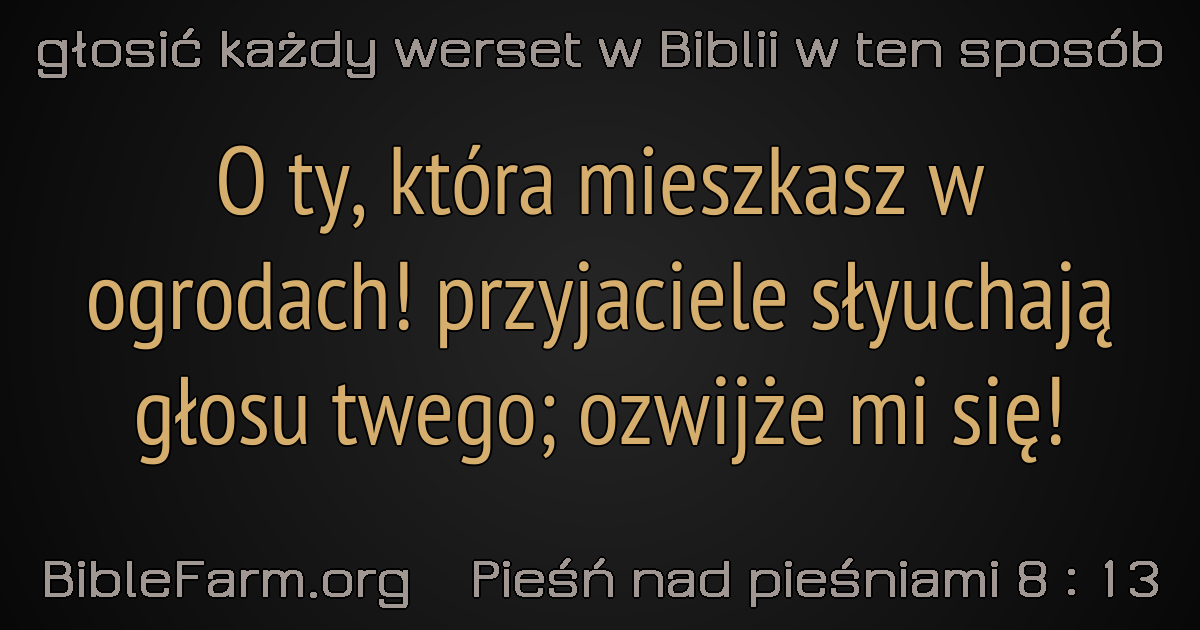 głosić każdy werset w Biblii w ten sposób
O ty, która mieszkasz w
ogrodach! przyjaciele słyuchają
głosu twego; ozwijże mi się!
BibleFarm.org Pieśń nad pieśniami 8 : 13